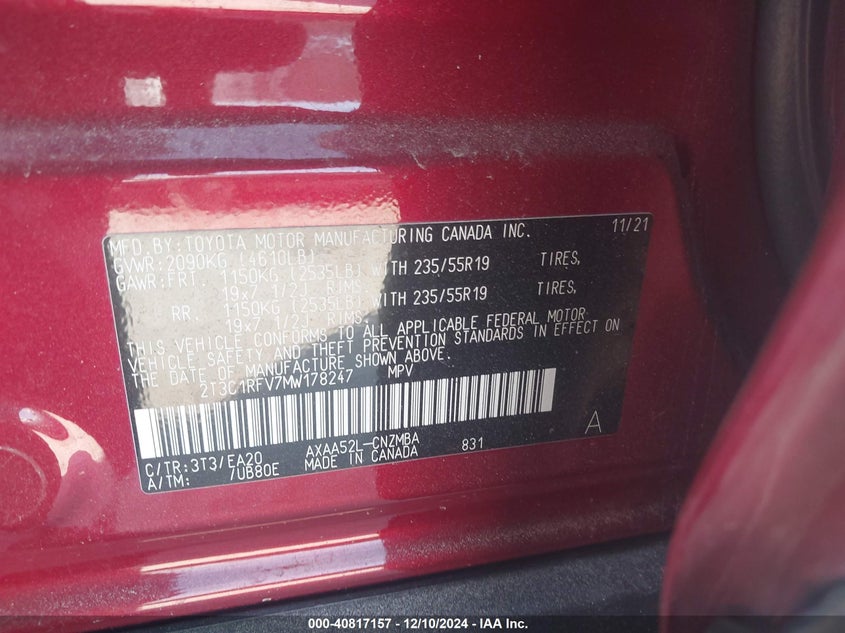 MFD. BY: TOYOTA MOTOR MANUFACTURING CANADA INC. 11/21
GVWR: 2090KG (4610LB)
GAWR: FRT. 1150KG (2535LB) WITH 235/55R19 TIRES,
19x7 1/2J RIMS
RR. 1150KG (2535LB) WITH 235/55R19 TIRES,
19x7 1/2J RIMS
THIS VEHICLE CONFORMS TO ALL APPLICABLE FEDERAL MOTOR
VEHICLE SAFETY AND THEFT PREVENTION STANDARDS IN EFFECT ON
THE DATE OF MANUFACTURE SHOWN ABOVE.
2T3C1RFV7MW178247 MPV
A
C/TR: 3T3/EA20 AXAA52L-CNZMBA 831
A/TM: /UB80E MADE IN CANADA
000-40817157 - 12/10/2024 - IAA Inc.